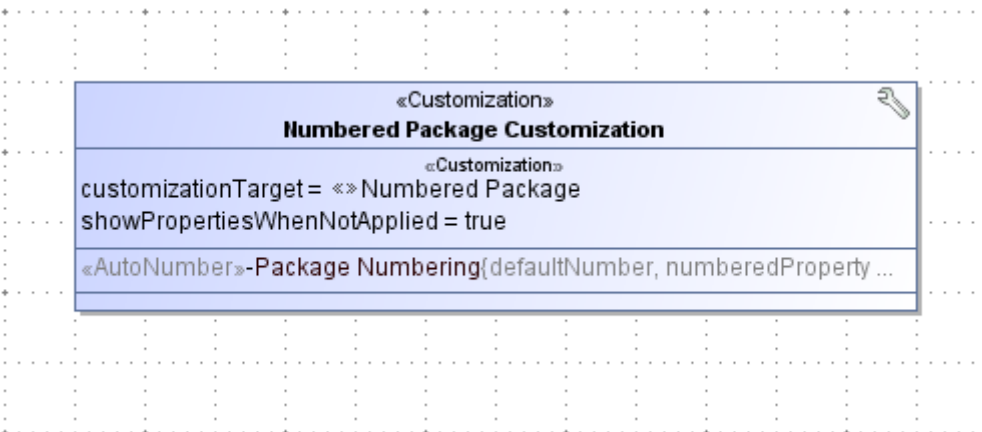 «Customization»
Numbered Package Customization
«Customization»
customizationTarget = «» Numbered Package
showPropertiesWhenNotApplied = true
«AutoNumber»-Package Numbering{defaultNumber, numberedProperty ...